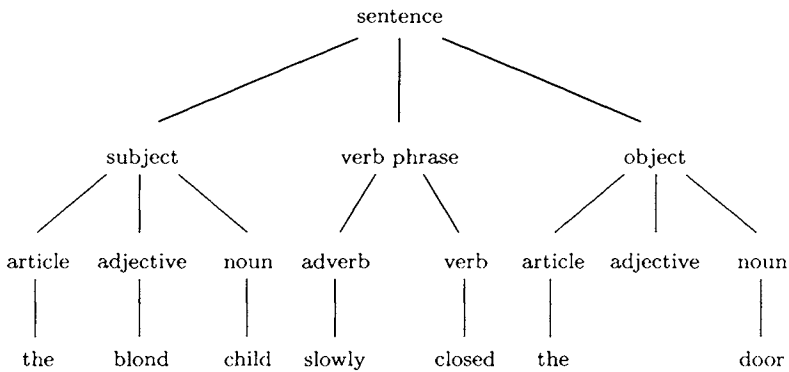 sentence
subject verb phrase object
article adjective noun adverb verb article adjective noun
the blond child slowly closed the door